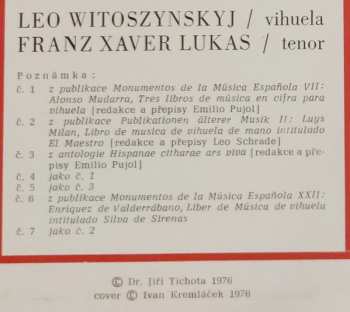 LEO WITOSZYNSKYJ / vihuela
FRANZ XAVER LUKAS / tenor
Poznámka:
č. 1 z publikace Monumentos de la Música Española VII:
Alonso Mudarra, Tres libros de música en cifra para
vihuela [redakce a přepisy Emilio Pujol]
č. 2 z publikace Publikationen älterer Musik II: Luys
Milan, Libro de musica de vihuela de mano intitulado
El Maestro [redakce a přepisy Leo Schrade]
č. 3 z antologie Hispanae citharae ars viva [redakce a pře-
pisy Emilio Pujol]
č. 4 jako č. 1
č. 5 jako č. 3
č. 6 z publikace Monumentos de la Música Española XXII:
Enriquez de Valderrábano, Liber de Música de vihuela
intitulado Silva de Sirenas
č. 7 jako č. 2
© Dr. Jiří Tichota 1976
cover © Ivan Kremláček 1976